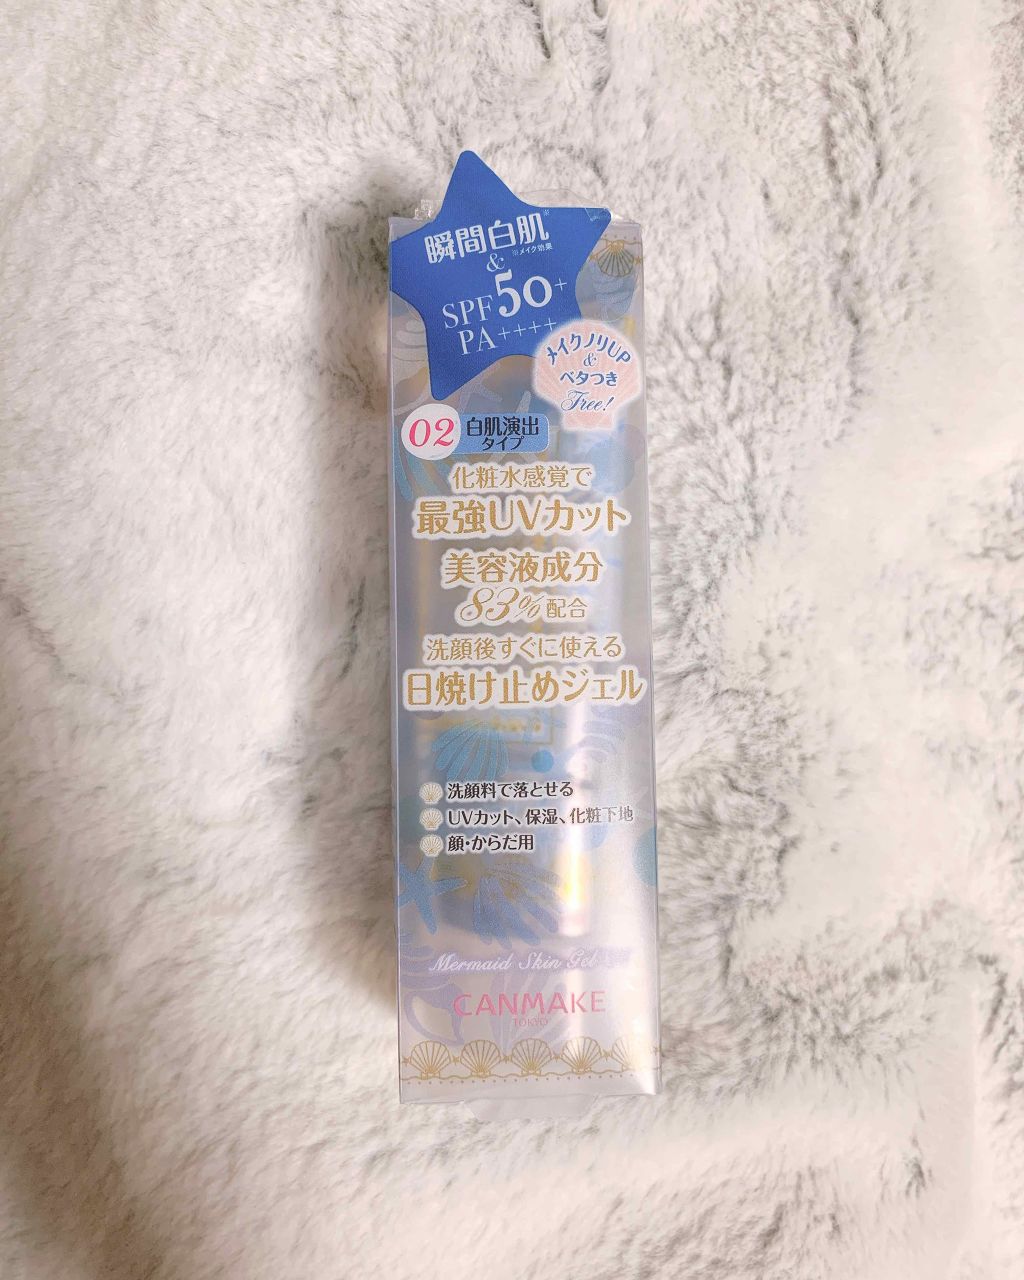 瞬間白肌※
※メイク効果
&
SPF50+
PA++++
メイクノリUP
&
ベタつき
Free!
02 白肌演出
タイプ
化粧水感覚で
最強UVカット
美容液成分
83%配合
洗顔後すぐに使える
日焼け止めジェル
洗顔料で落とせる
UVカット、保湿、化粧下地
顔・からだ用
Mermaid Skin Gel
CANMAKE
TOKYO